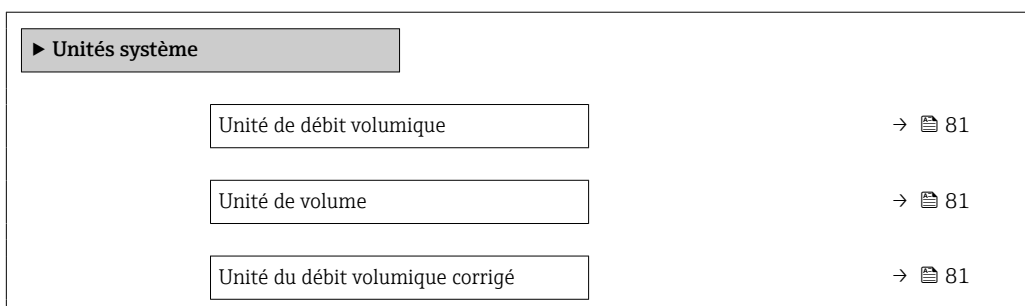 ▶ Unités système
Unité de débit volumique → 81
Unité de volume → 81
Unité du débit volumique corrigé → 81